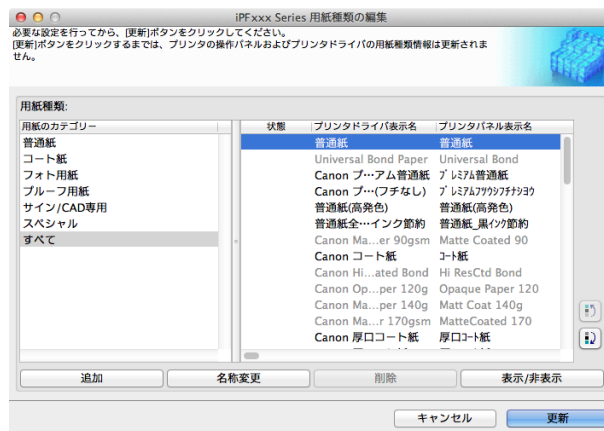 iPFxxx Series 用紙種類の編集
必要な設定を行ってから、[更新]ボタンをクリックしてください。
[更新]ボタンをクリックするまでは、プリンタの操作パネルおよびプリンタドライバの用紙種類情報は更新されま
せん。
用紙種類:
用紙のカテゴリー
普通紙
コート紙
フォト用紙
プルーフ用紙
サイン/CAD専用
スペシャル
すべて
状態 プリンタドライバ表示名 プリンタパネル表示名
普通紙 普通紙
Universal Bond Paper Universal Bond
Canon プ…アム普通紙 プレミアム普通紙
Canon プ…(フチなし) プレミアムフツウシフチナシヨウ
普通紙(高発色) 普通紙(高発色)
普通紙全…インク節約 普通紙_黒インク節約
Canon Ma…er 90gsm Matte Coated 90
Canon コート紙 コート紙
Canon Hi…ated Bond Hi ResCtd Bond
Canon Op…per 120g Opaque Paper 120
Canon Ma…per 140g Matt Coat 140g
Canon Ma…r 170gsm MatteCoated 170
Canon 厚口コート紙 厚口コート紙
追加 名称変更 削除 表示/非表示
キャンセル 更新